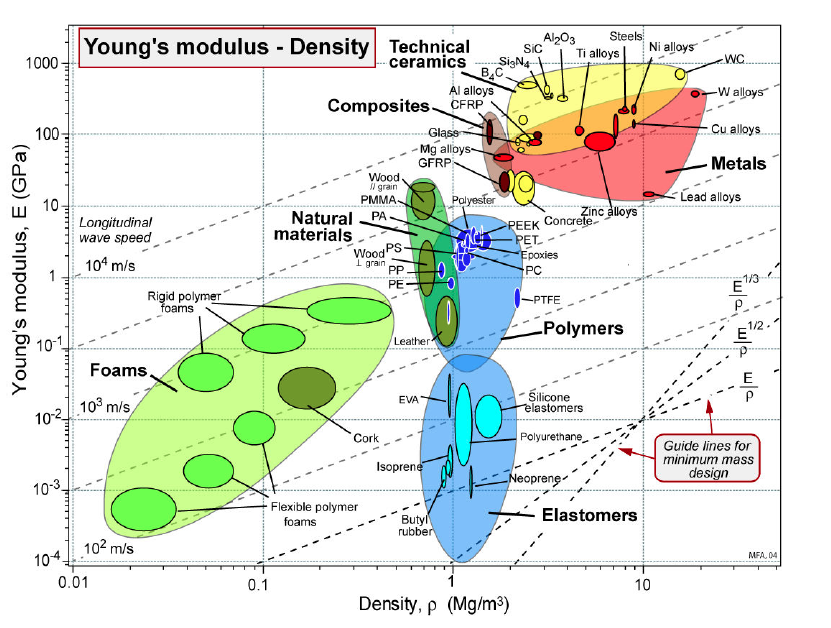 Young's modulus - Density
Technical
ceramics
Composites
Natural
materials
Foams
Polymers
Elastomers
Metals
Al₂O₃
SiC
Si₃N₄
B₄C
Steels
Ti alloys
Ni alloys
WC
W alloys
Cu alloys
Al alloys
CFRP
Glass
Mg alloys
GFRP
Lead alloys
Zinc alloys
Concrete
Wood
// grain
PMMA
PA
Polyester
PEEK
PET
Epoxies
PC
PS
Wood
⊥ grain
PP
PE
PTFE
Leather
Longitudinal
wave speed
10⁴ m/s
10³ m/s
10² m/s
Rigid polymer
foams
Cork
Flexible polymer
foams
EVA
Silicone
elastomers
Polyurethane
Isoprene
Neoprene
Butyl
rubber
E^1/3
ρ
E^1/2
ρ
E
ρ
Guide lines for
minimum mass
design
MFA, 04
Young's modulus, E (GPa)
1000
100
10
1
10⁻¹
10⁻²
10⁻³
10⁻⁴
0.01
0.1
1
10
Density, ρ (Mg/m³)